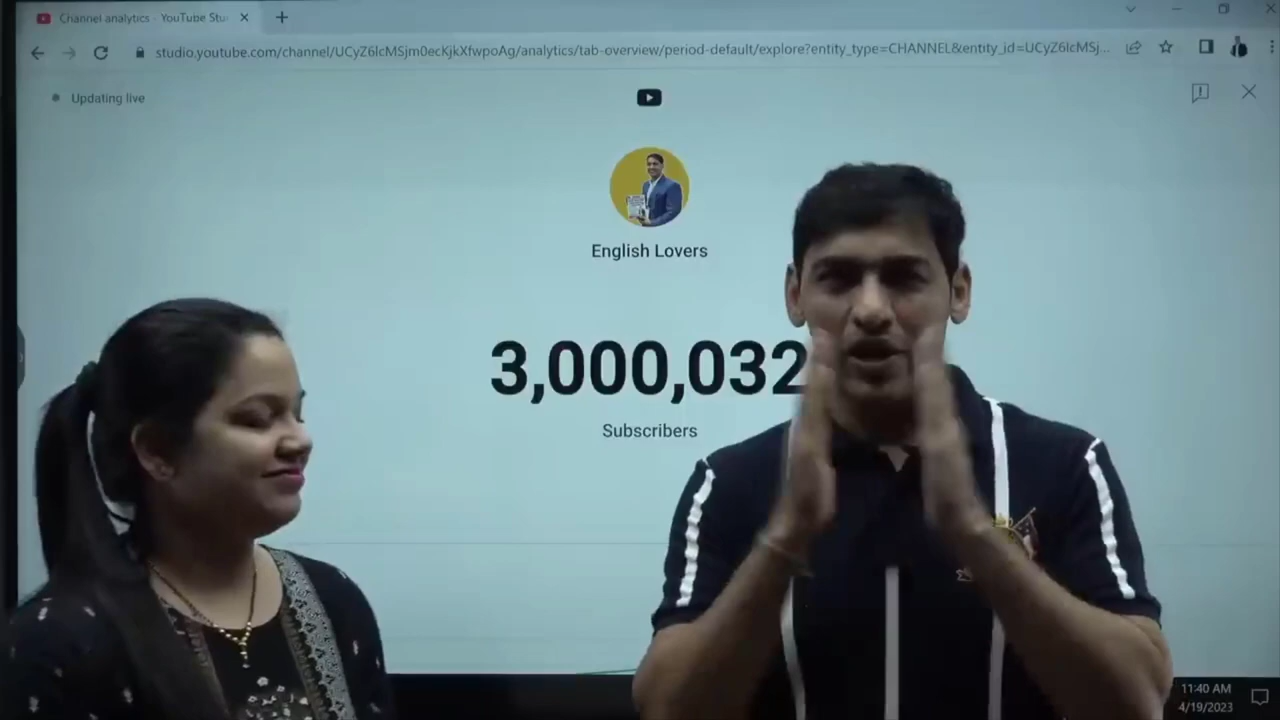 Channel analytics - YouTube Stu
studio.youtube.com/channel/UCyZ6lcMSjm0ecKjkXfwpoAg/analytics/tab-overview/period-default/explore?entity_type=CHANNEL&entity_id=UCyZ6lcMSj...
Updating live
English Lovers
3,000,032
Subscribers
11:40 AM
4/19/2023